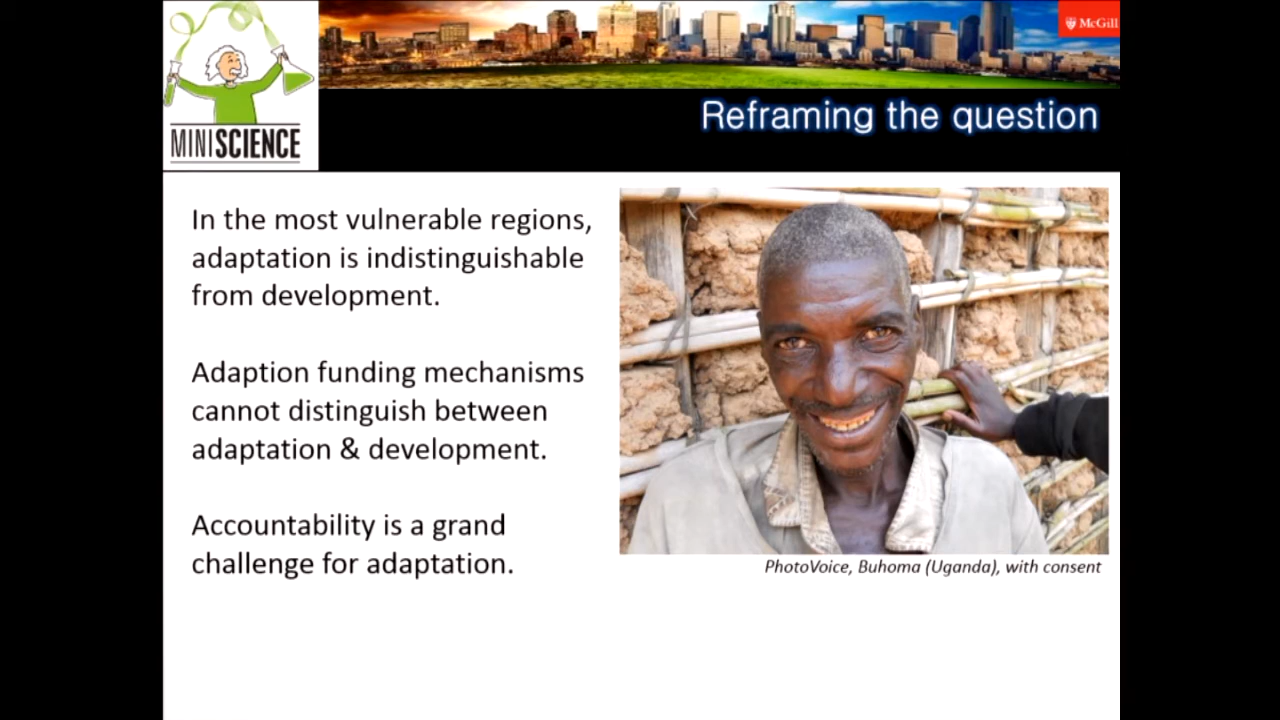 McGill
Reframing the question
MINISCIENCE
In the most vulnerable regions,
adaptation is indistinguishable
from development.
Adaption funding mechanisms
cannot distinguish between
adaptation & development.
Accountability is a grand
challenge for adaptation.
PhotoVoice, Buhoma (Uganda), with consent